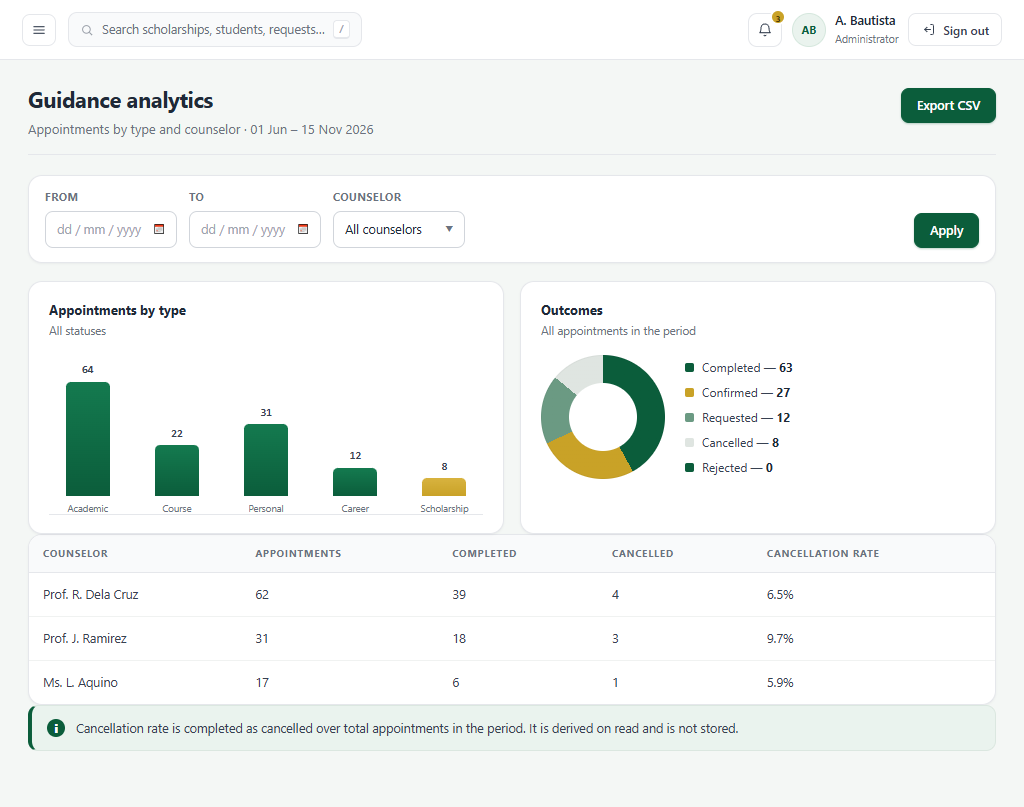 Search scholarships, students, requests... /
3
AB
A. Bautista
Administrator
Sign out
Guidance analytics
Appointments by type and counselor · 01 Jun – 15 Nov 2026
Export CSV
FROM
TO
COUNSELOR
dd / mm / yyyy
dd / mm / yyyy
All counselors
Apply
Appointments by type
All statuses
64
22
31
12
8
Academic
Course
Personal
Career
Scholarship
Outcomes
All appointments in the period
Completed — 63
Confirmed — 27
Requested — 12
Cancelled — 8
Rejected — 0
COUNSELOR APPOINTMENTS COMPLETED CANCELLED CANCELLATION RATE
Prof. R. Dela Cruz 62 39 4 6.5%
Prof. J. Ramirez 31 18 3 9.7%
Ms. L. Aquino 17 6 1 5.9%
Cancellation rate is completed as cancelled over total appointments in the period. It is derived on read and is not stored.